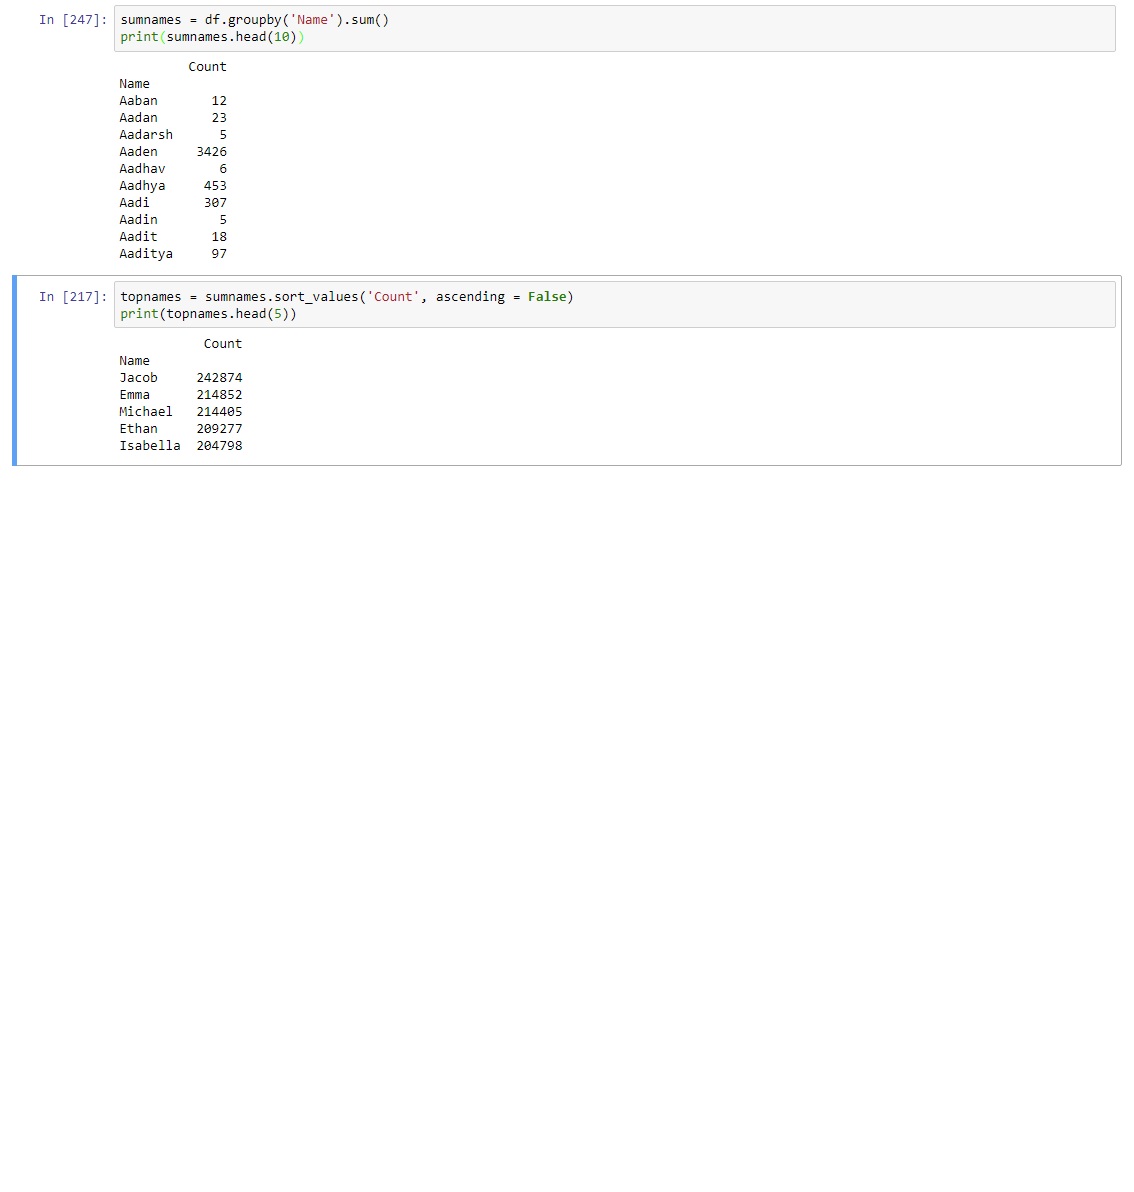 In [247]: sumnames = df.groupby('Name').sum()
print(sumnames.head(10))
Count
Name
Aaban 12
Aadan 23
Aadarsh 5
Aaden 3426
Aadhav 6
Aadhya 453
Aadi 307
Aadin 5
Aadit 18
Aaditya 97
In [217]: topnames = sumnames.sort_values('Count', ascending = False)
print(topnames.head(5))
Count
Name
Jacob 242874
Emma 214852
Michael 214405
Ethan 209277
Isabella 204798